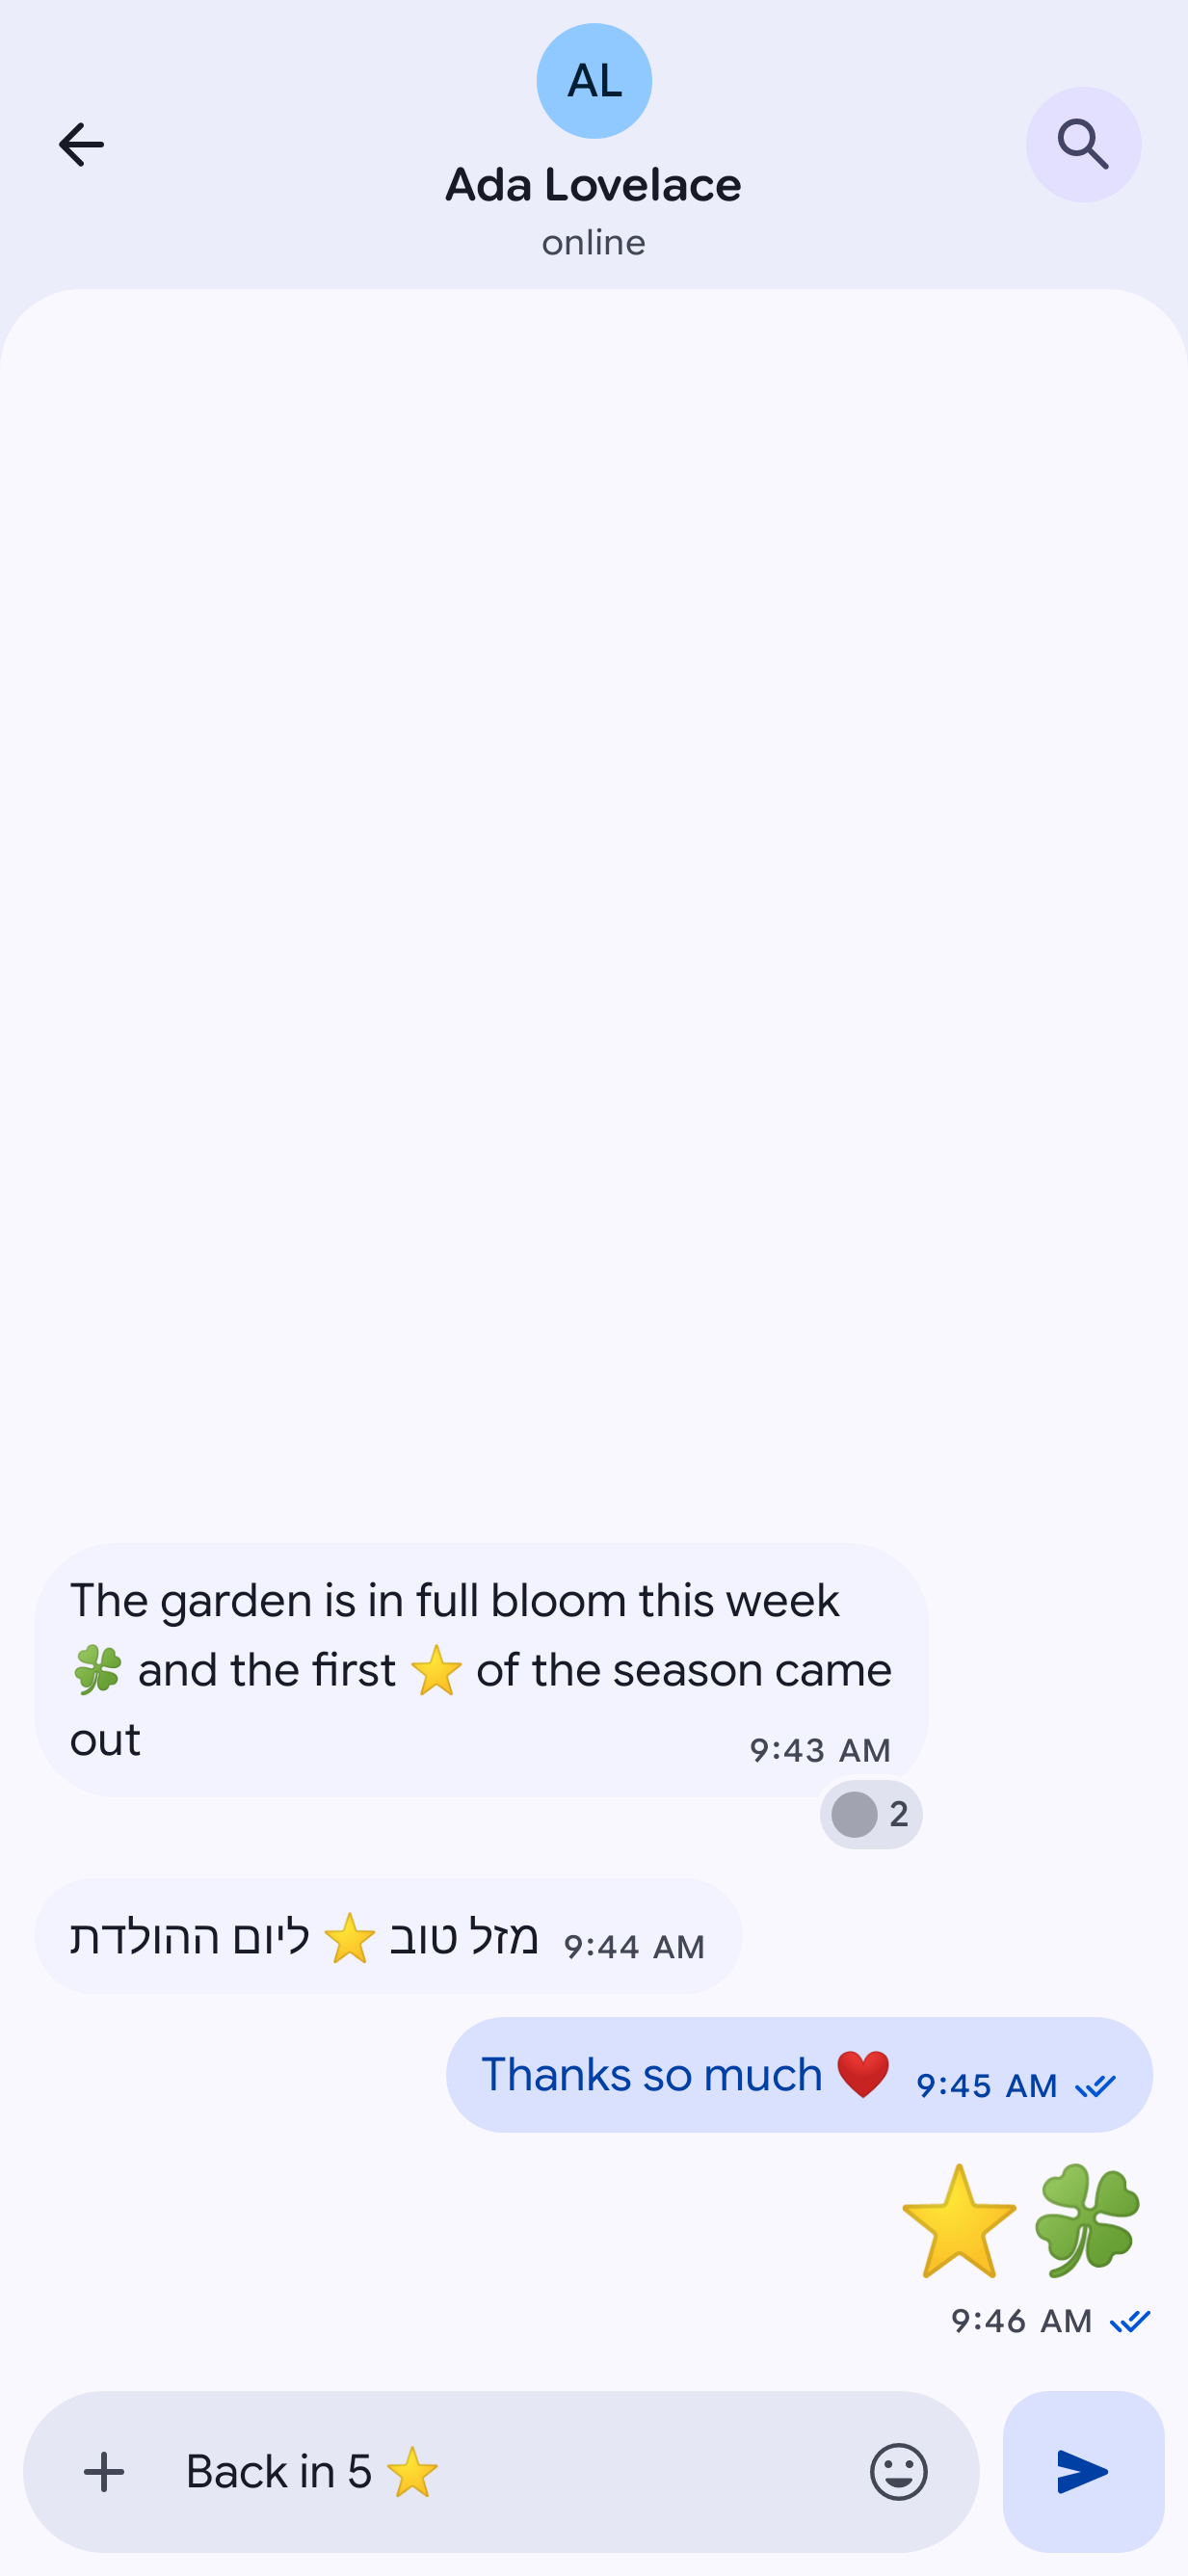 AL
Ada Lovelace
online
The garden is in full bloom this week
🍀 and the first ⭐ of the season came
out
9:43 AM
2
מזל טוב ⭐ ליום ההולדת
9:44 AM
Thanks so much ❤️
9:45 AM
⭐🍀
9:46 AM
Back in 5 ⭐